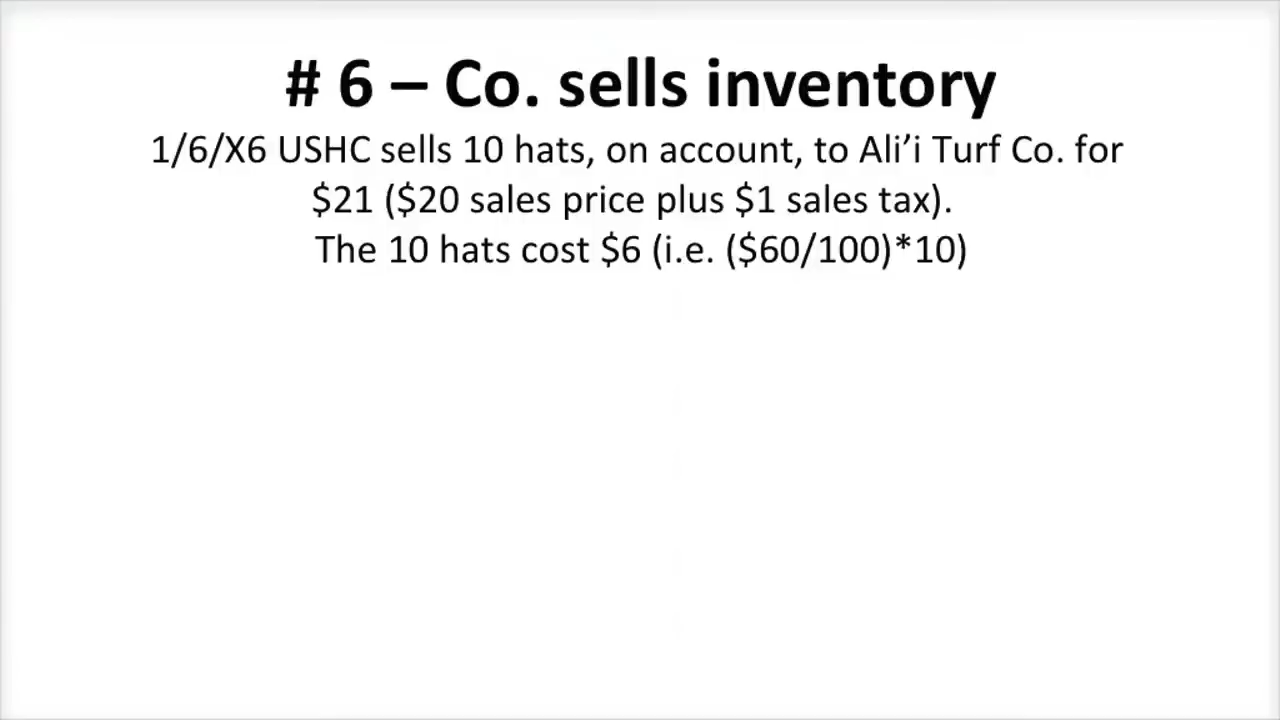 # 6 – Co. sells inventory
1/6/X6 USHC sells 10 hats, on account, to Ali’i Turf Co. for
$21 ($20 sales price plus $1 sales tax).
The 10 hats cost $6 (i.e. ($60/100)*10)